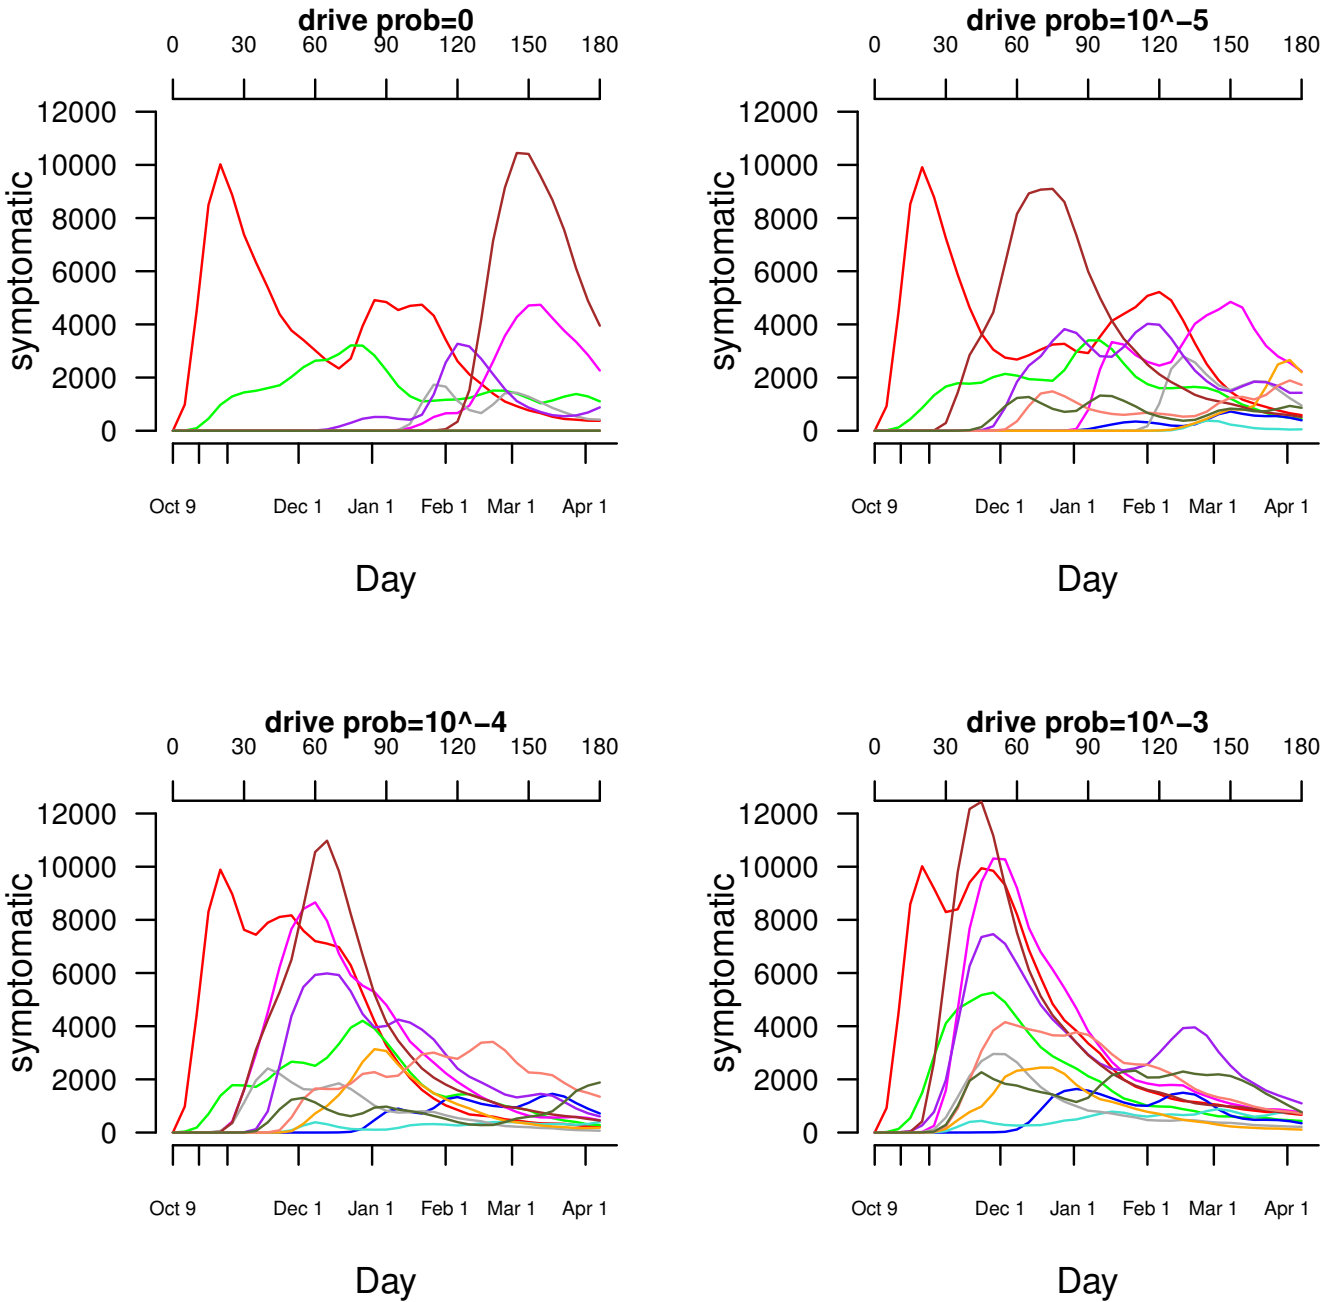 drive prob=0
0 30 60 90 120 150 180
12000
10000
8000
6000
4000
2000
0
symptomatic
Oct 9 Dec 1 Jan 1 Feb 1 Mar 1 Apr 1
Day
drive prob=10^−5
0 30 60 90 120 150 180
12000
10000
8000
6000
4000
2000
0
symptomatic
Oct 9 Dec 1 Jan 1 Feb 1 Mar 1 Apr 1
Day
drive prob=10^−4
0 30 60 90 120 150 180
12000
10000
8000
6000
4000
2000
0
symptomatic
Oct 9 Dec 1 Jan 1 Feb 1 Mar 1 Apr 1
Day
drive prob=10^−3
0 30 60 90 120 150 180
12000
10000
8000
6000
4000
2000
0
symptomatic
Oct 9 Dec 1 Jan 1 Feb 1 Mar 1 Apr 1
Day